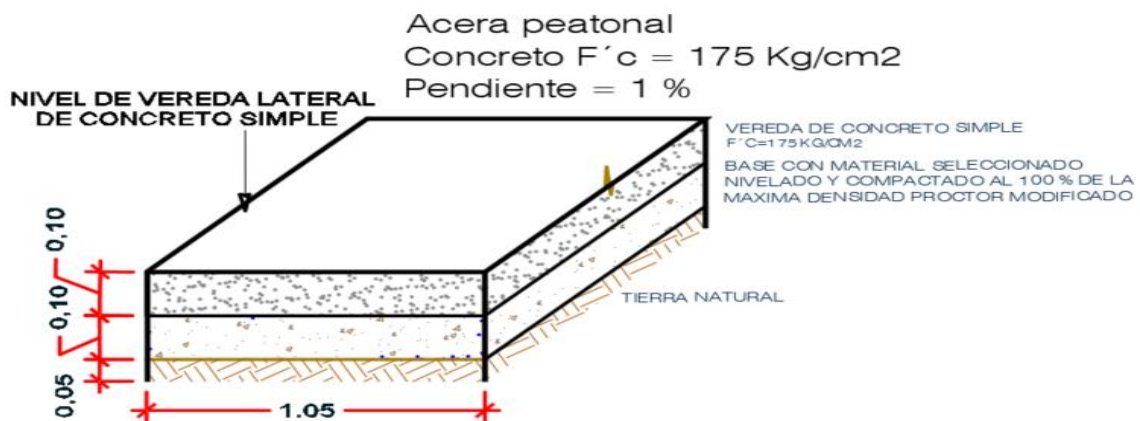 Acera peatonal
Concreto F´c = 175 Kg/cm2
Pendiente = 1 %
NIVEL DE VEREDA LATERAL
DE CONCRETO SIMPLE
VEREDA DE CONCRETO SIMPLE
F´C=175 KG/CM2
BASE CON MATERIAL SELECCIONADO
NIVELADO Y COMPACTADO AL 100 % DE LA
MAXIMA DENSIDAD PROCTOR MODIFICADO
TIERRA NATURAL
0,10
0,10
0,05
1.05